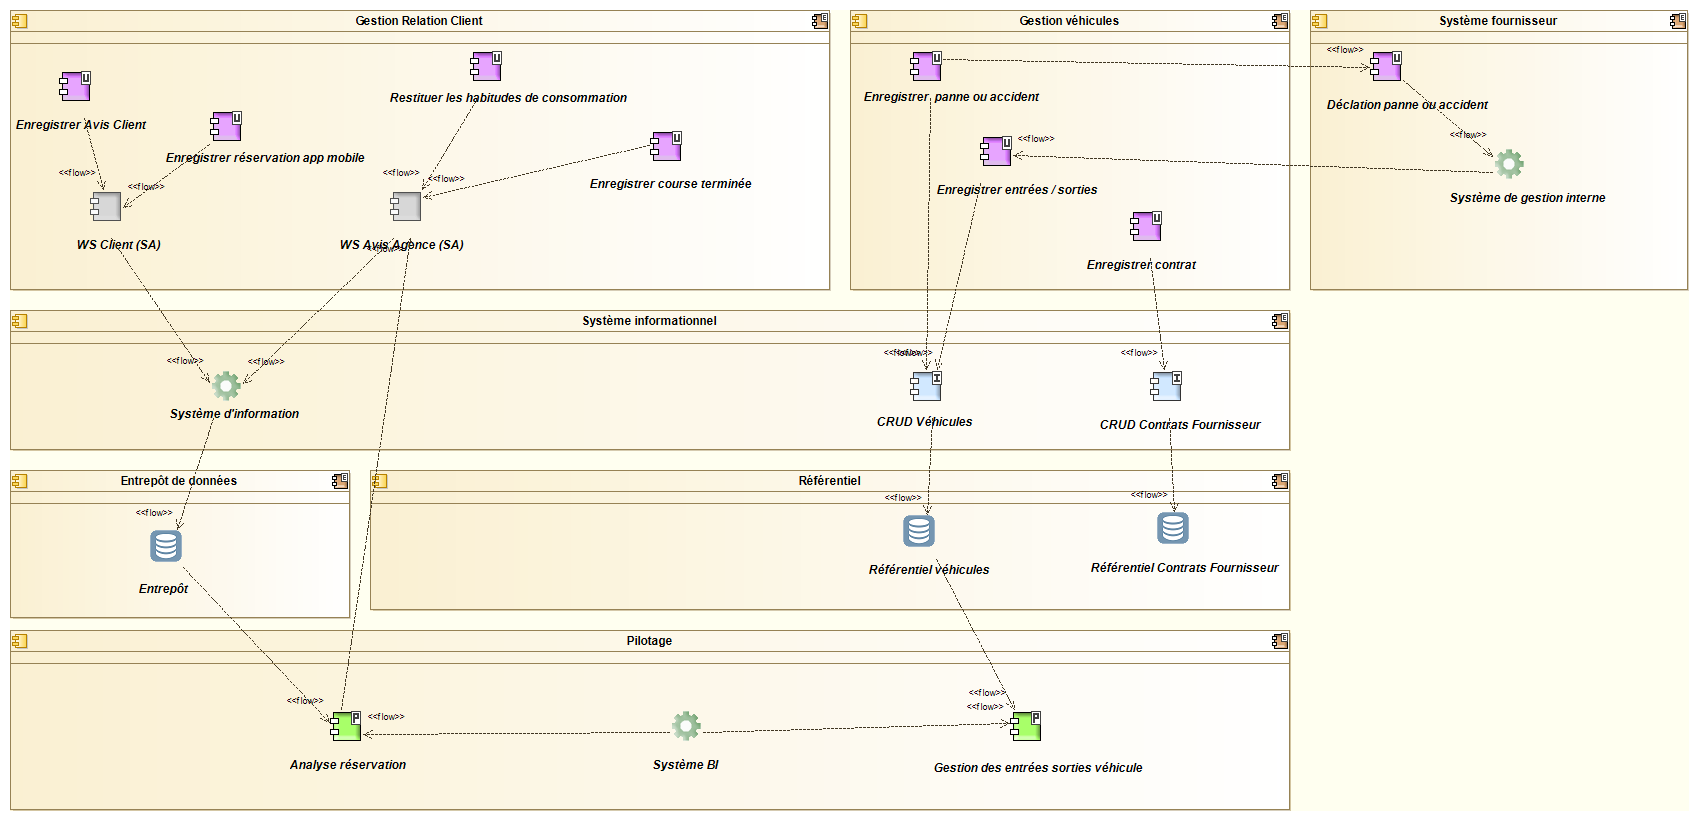 Gestion Relation Client
Enregistrer Avis Client
Enregistrer réservation app mobile
Restituer les habitudes de consommation
Enregistrer course terminée
<<flow>>
<<flow>>
<<flow>>
<<flow>>
WS Client (SA)
WS Avis Agence (SA)
<<flow>>
Gestion véhicules
Enregistrer panne ou accident
<<flow>>
Enregistrer entrées / sorties
Enregistrer contrat
Système fournisseur
<<flow>>
Déclation panne ou accident
<<flow>>
Système de gestion interne
Système informationnel
<<flow>>
<<flow>>
Système d'information
<<flow>>
<<flow>>
CRUD Véhicules
<<flow>>
CRUD Contrats Fournisseur
Entrepôt de données
<<flow>>
Entrepôt
Référentiel
<<flow>>
Référentiel véhicules
<<flow>>
Référentiel Contrats Fournisseur
Pilotage
<<flow>>
<<flow>>
Analyse réservation
Système BI
<<flow>>
<<flow>>
Gestion des entrées sorties véhicule